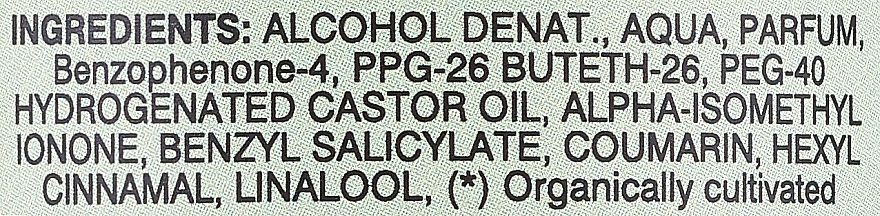 INGREDIENTS: ALCOHOL DENAT., AQUA, PARFUM,
Benzophenone-4, PPG-26 BUTETH-26, PEG-40
HYDROGENATED CASTOR OIL, ALPHA-ISOMETHYL
IONONE, BENZYL SALICYLATE, COUMARIN, HEXYL
CINNAMAL, LINALOOL, (*) Organically cultivated